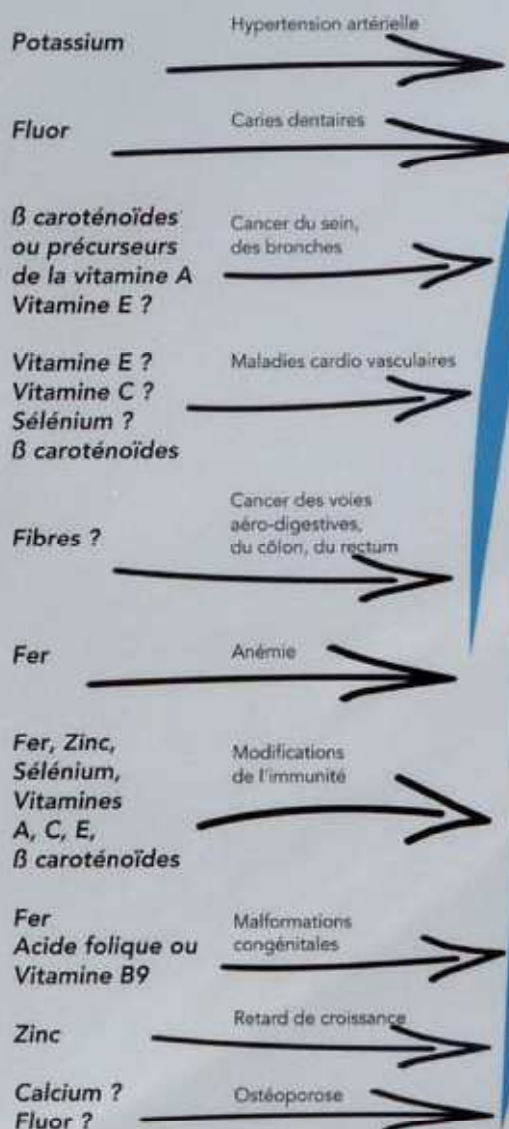 Potassium
Hypertension artérielle
Fluor
Caries dentaires
ß caroténoïdes
ou précurseurs
de la vitamine A
Vitamine E ?
Cancer du sein,
des bronches
Vitamine E ?
Vitamine C ?
Sélénium ?
ß caroténoïdes
Maladies cardio vasculaires
Fibres ?
Cancer des voies
aéro-digestives,
du côlon, du rectum
Fer
Anémie
Fer, Zinc,
Sélénium,
Vitamines
A, C, E,
ß caroténoïdes
Modifications
de l'immunité
Fer
Acide folique ou
Vitamine B9
Malformations
congénitales
Zinc
Retard de croissance
Calcium ?
Fluor ?
Ostéoporose